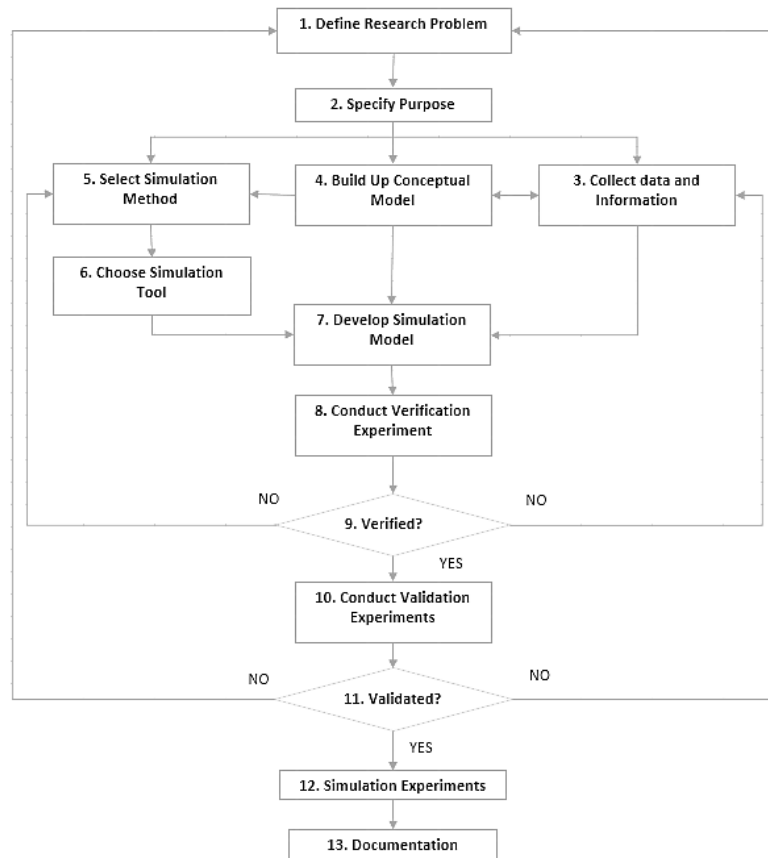 1. Define Research Problem
2. Specify Purpose
5. Select Simulation
Method
4. Build Up Conceptual
Model
3. Collect data and
Information
6. Choose Simulation
Tool
7. Develop Simulation
Model
8. Conduct Verification
Experiment
NO
NO
9. Verified?
YES
10. Conduct Validation
Experiments
NO
NO
11. Validated?
YES
12. Simulation Experiments
13. Documentation